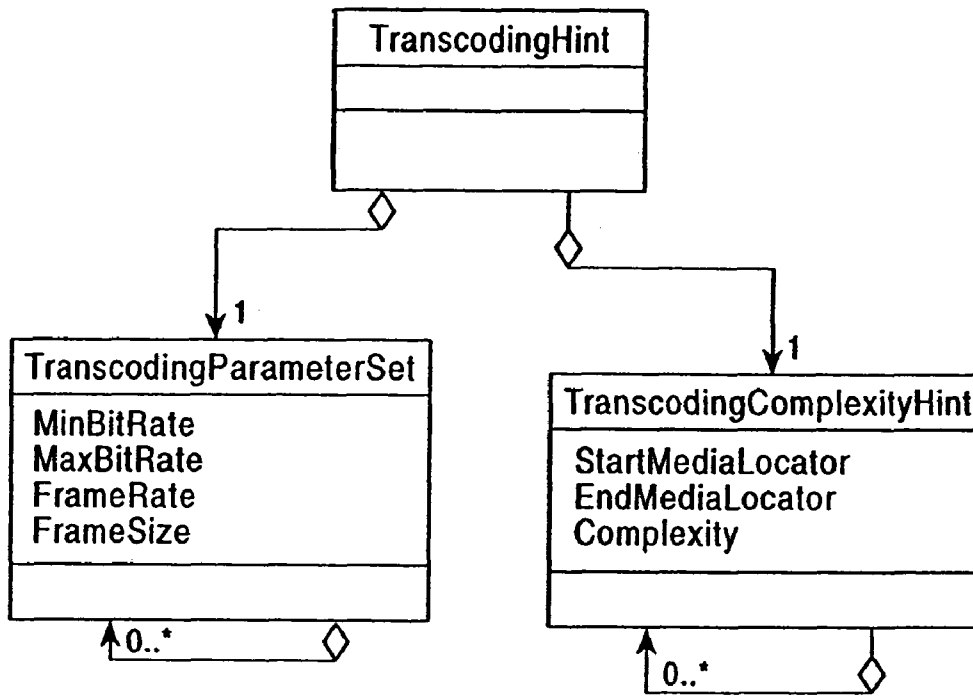 TranscodingHint
1
TranscodingParameterSet
MinBitRate
MaxBitRate
FrameRate
FrameSize
0..*
1
TranscodingComplexityHint
StartMediaLocator
EndMediaLocator
Complexity
0..*